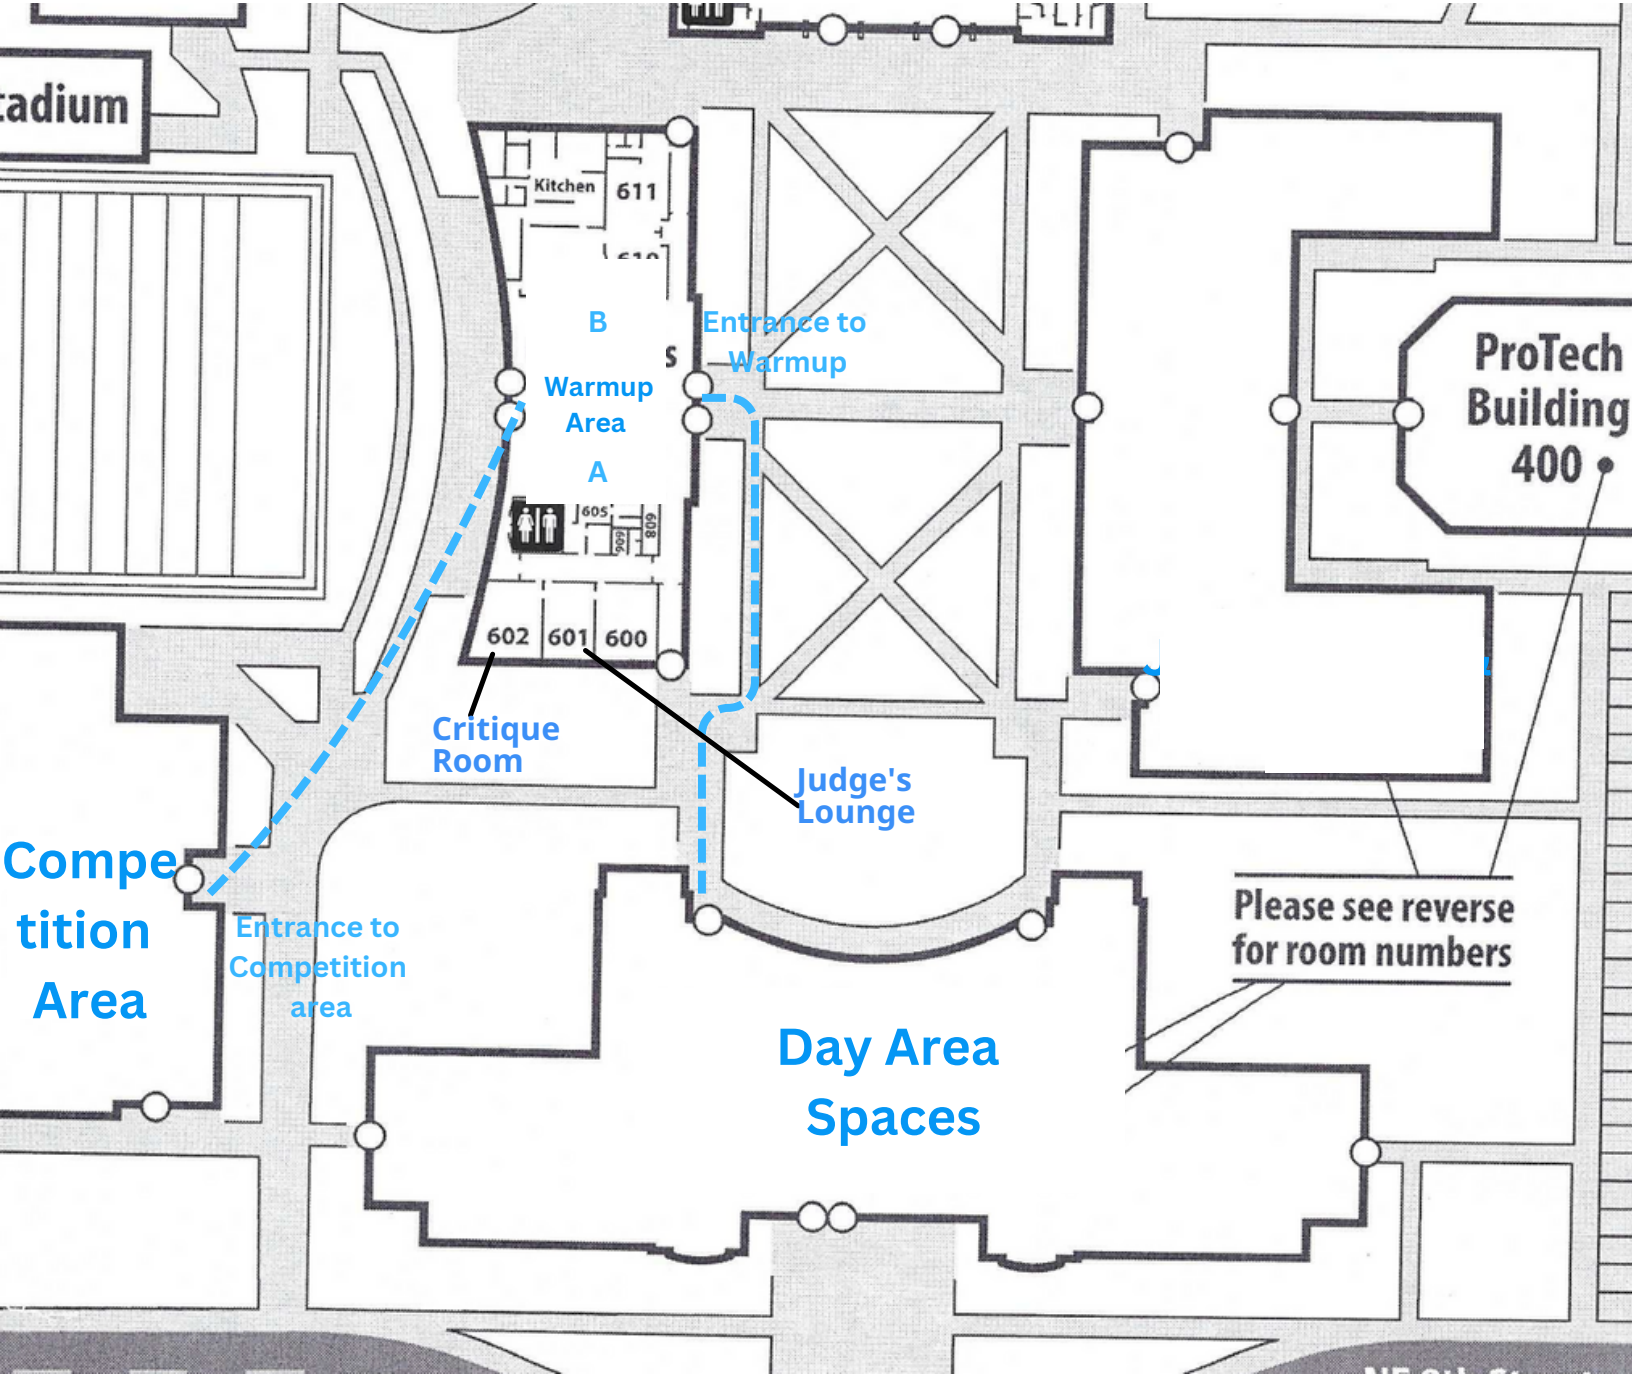 tadium
Kitchen
611
610
B
Entrance to
Warmup
S
Warmup
Area
A
605
606
608
602
601
600
ProTech
Building
400
Critique
Room
Judge's
Lounge
Compe
tition
Area
Entrance to
Competition
area
Please see reverse
for room numbers
Day Area
Spaces